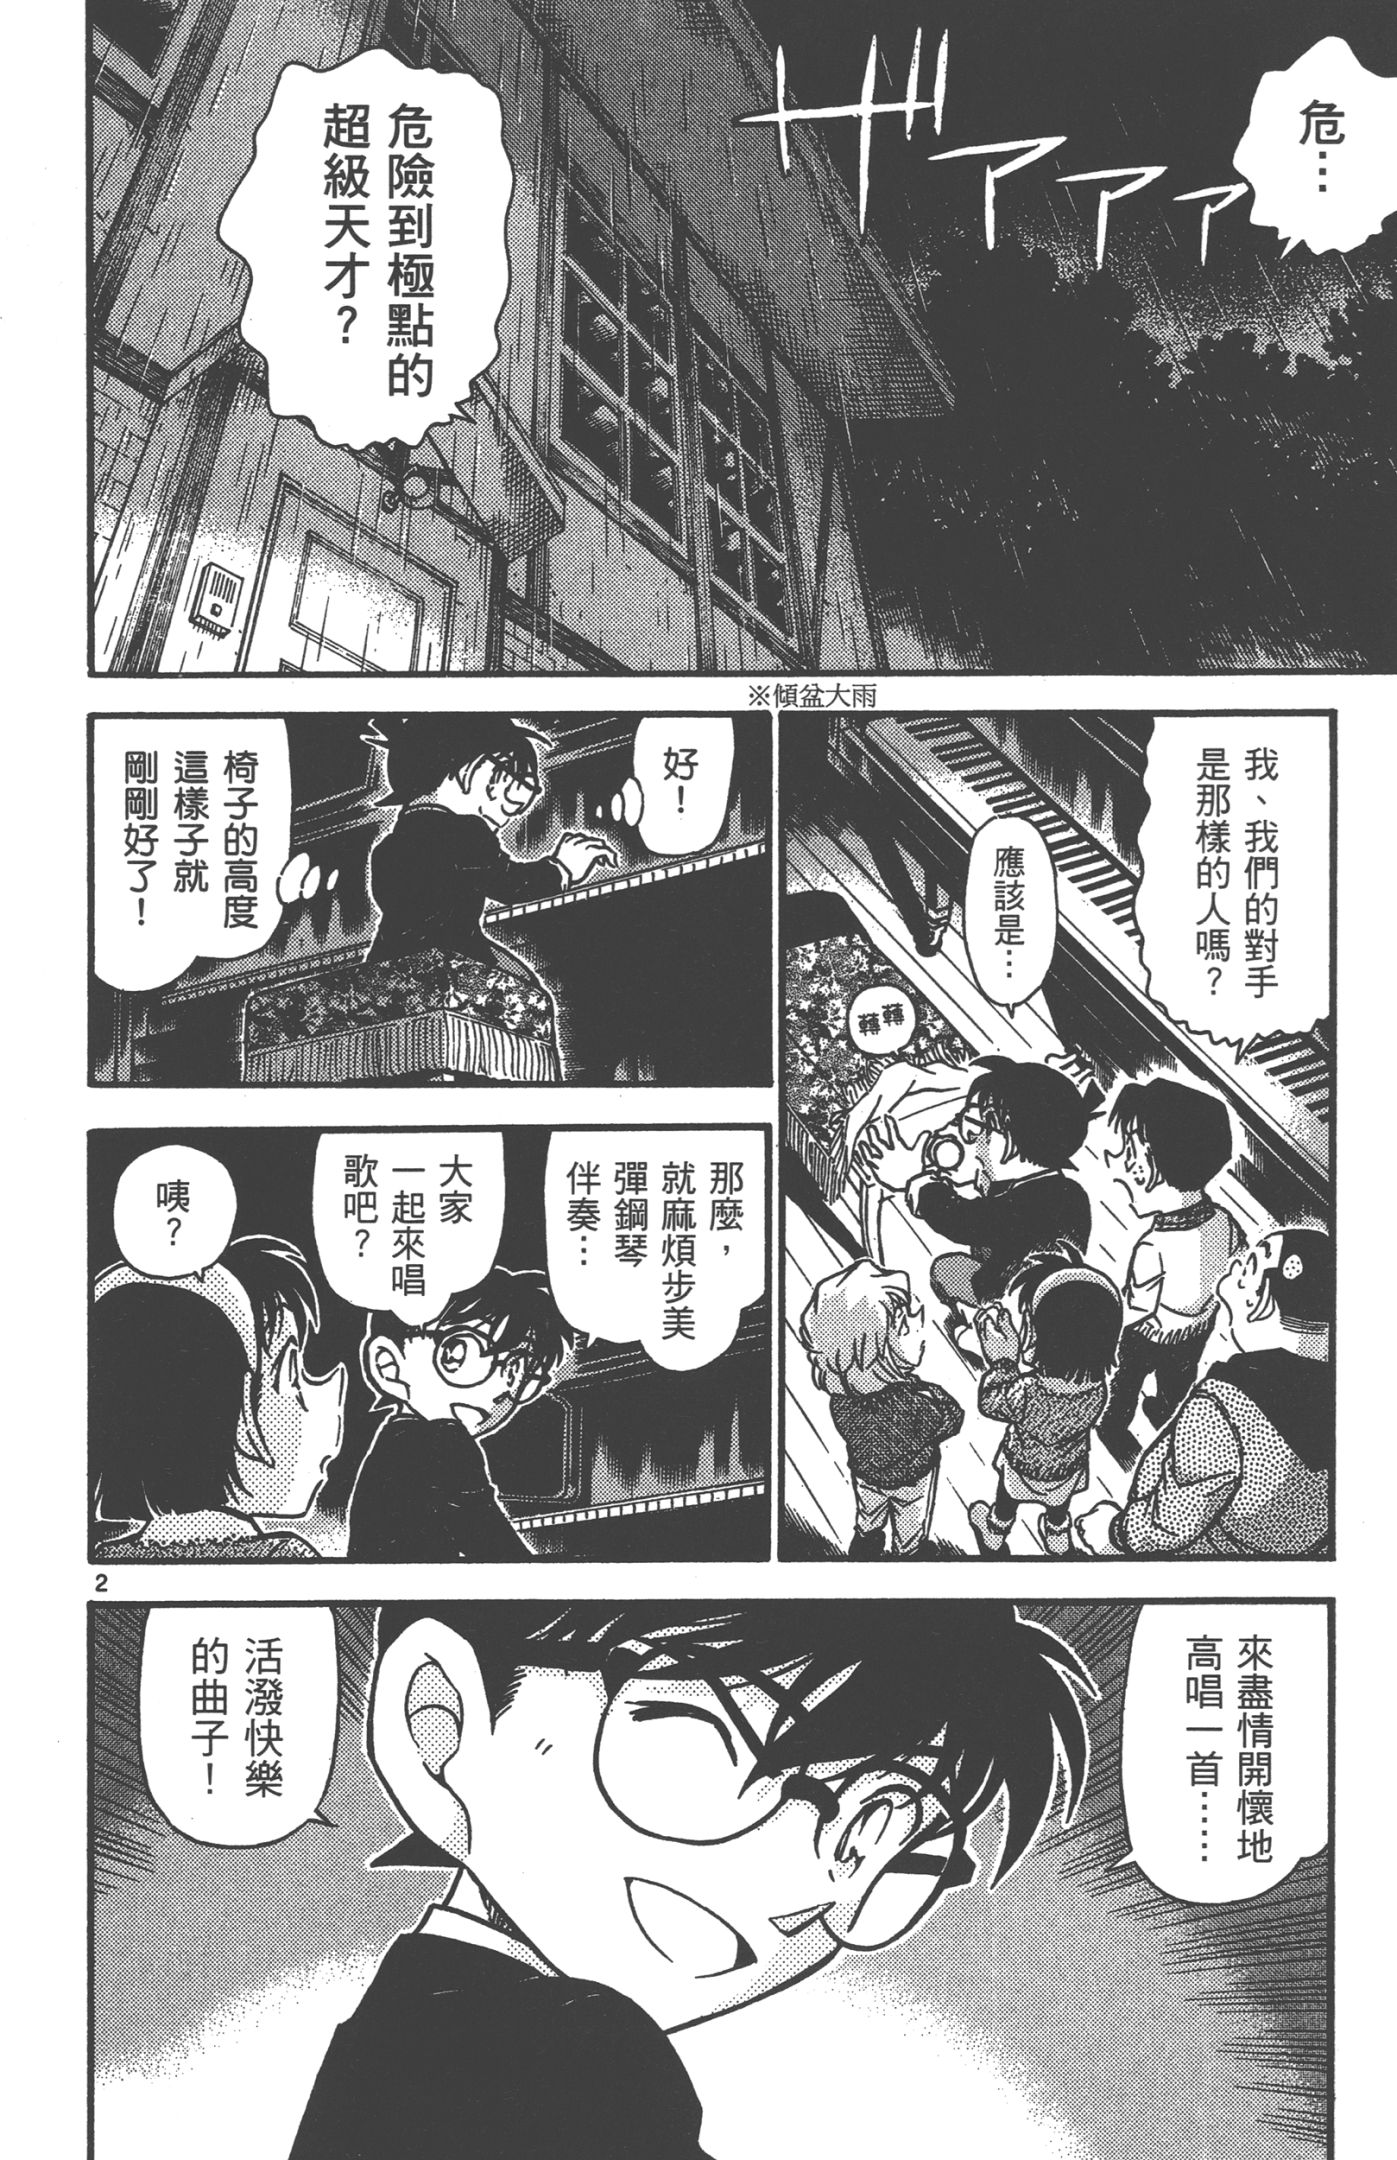 危…
ザァァァ
危險到極點的
超級天才？
※傾盆大雨
我、我們的對手
是那樣的人嗎？
應該是…
轉轉
好！
椅子的高度
這樣子就
剛剛好了！
那麼，
就麻煩步美
彈鋼琴
伴奏…
大家
一起來唱
歌吧？
咦？
2
來盡情開懷地
高唱一首……
活潑快樂
的曲子！